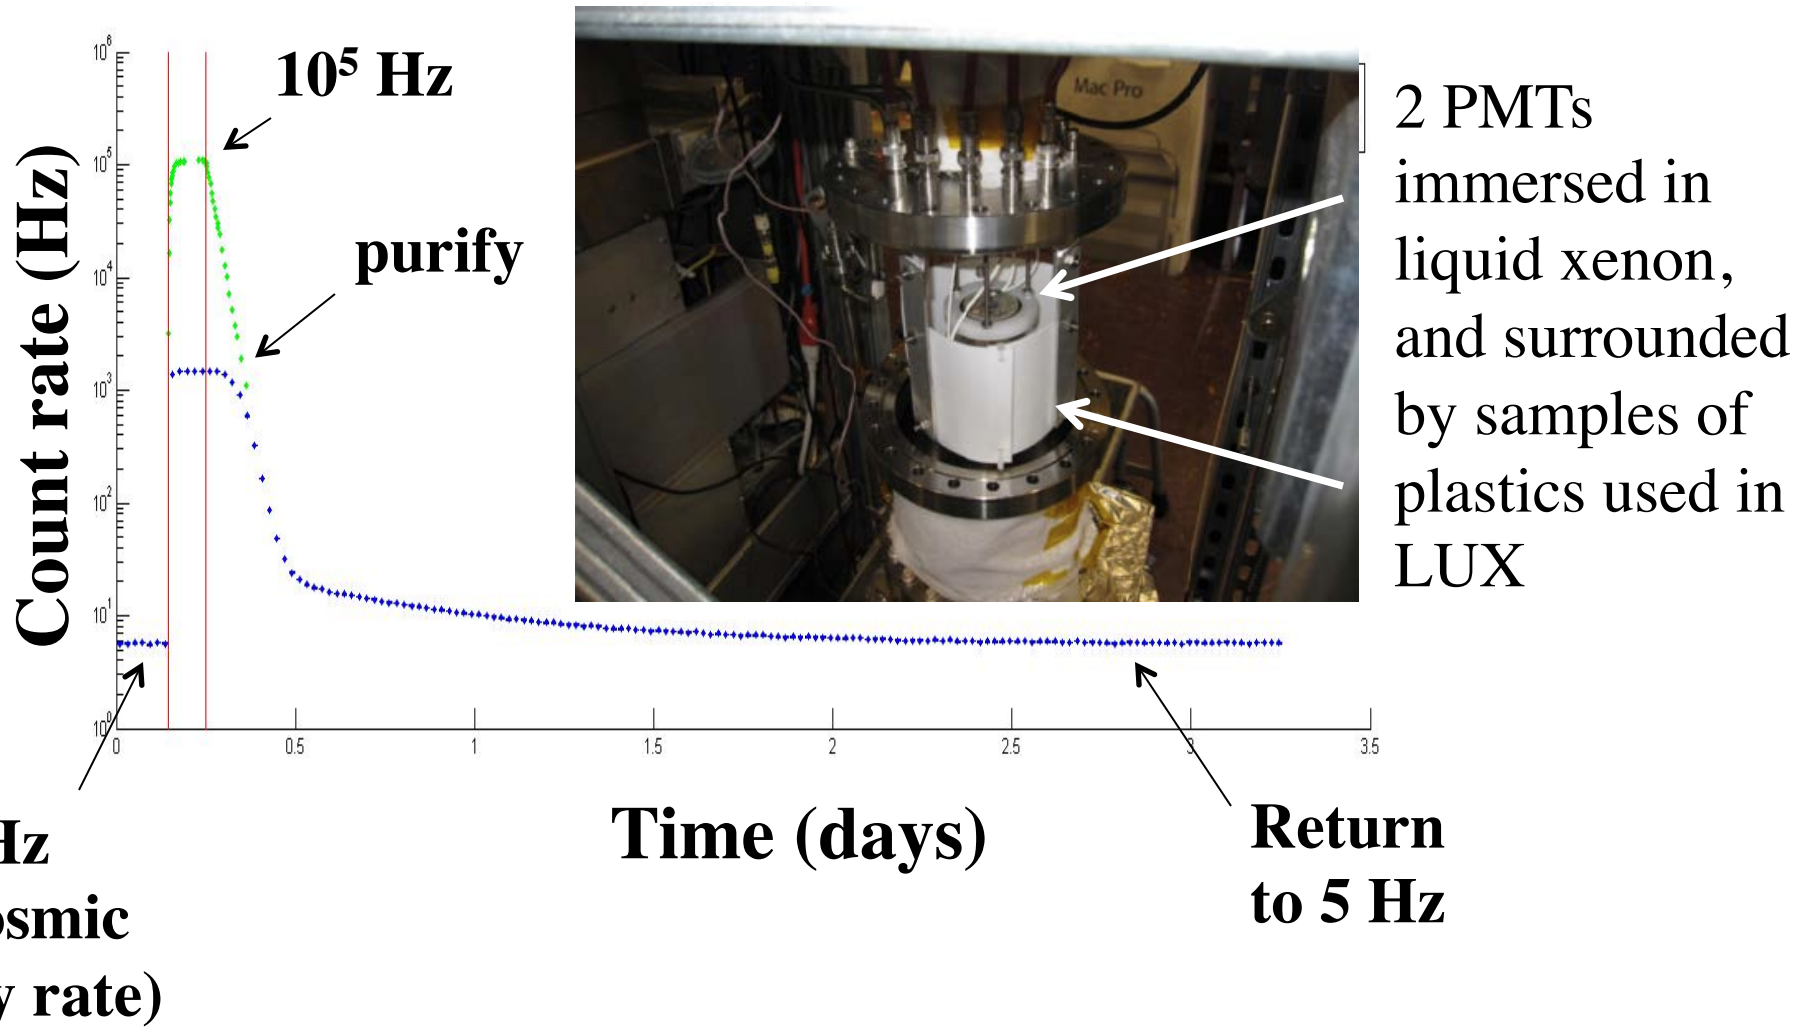 10⁶
10⁵
10⁴
10³
10²
10¹
10⁰
Count rate (Hz)
10⁵ Hz
purify
Mac Pro
2 PMTs
immersed in
liquid xenon,
and surrounded
by samples of
plastics used in
LUX
0 0.5 1 1.5 2 2.5 3 3.5
Time (days)
Hz
osmic
y rate)
Return
to 5 Hz